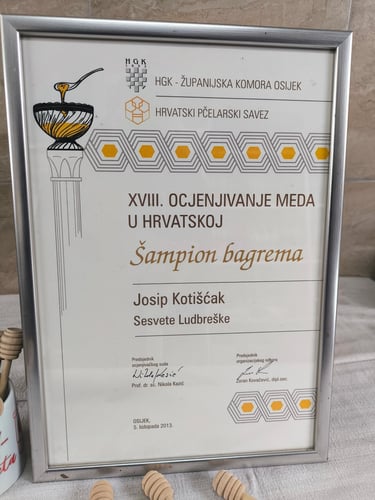 HGK
HGK - ŽUPANIJSKA KOMORA OSIJEK
HRVATSKI PČELARSKI SAVEZ
XVIII. OCJENJIVANJE MEDA
U HRVATSKOJ
Šampion bagrema
Josip Kotišćak
Sesvete Ludbreške
Predsjednik
ocjenjivačkog suda
Prof. dr. sc. Nikola Kezić
Predsjednik
organizacijskog odbora
Zoran Kovačević, dipl.oec.
OSIJEK,
5. listopada 2013.